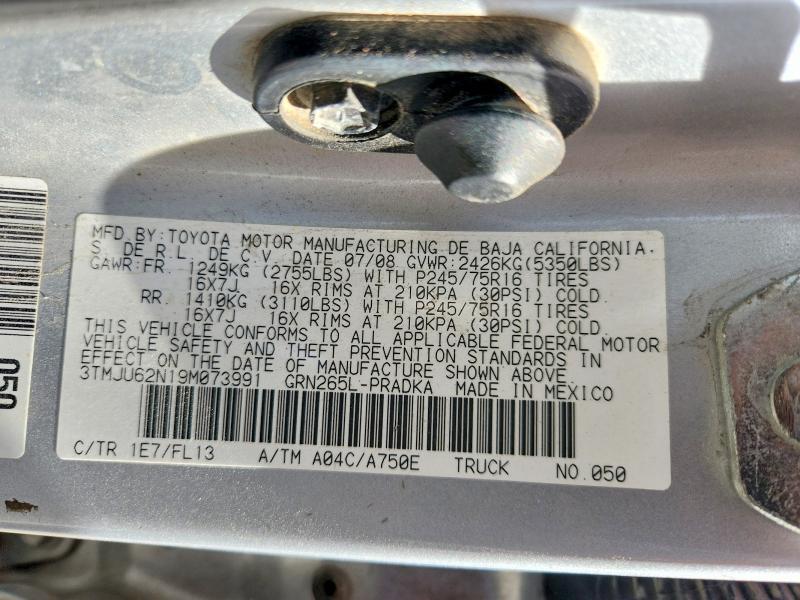 MFD BY:TOYOTA MOTOR MANUFACTURING DE BAJA CALIFORNIA.
S. DE R.L. DE C.V. DATE 07/08 GVWR:2426KG(5350LBS)
GAWR:FR. 1249KG (2755LBS) WITH P245/75R16 TIRES
16X7J 16X RIMS AT 210KPA (30PSI) COLD.
RR. 1410KG (3110LBS) WITH P245/75R16 TIRES
16X7J 16X RIMS AT 210KPA (30PSI) COLD.
THIS VEHICLE CONFORMS TO ALL APPLICABLE FEDERAL MOTOR
VEHICLE SAFETY AND THEFT PREVENTION STANDARDS IN
EFFECT ON THE DATE OF MANUFACTURE SHOWN ABOVE
3TMJU62N19M073991 GRN265L-PRADKA MADE IN MEXICO
C/TR 1E7/FL13 A/TM A04C/A750E TRUCK NO.050
050